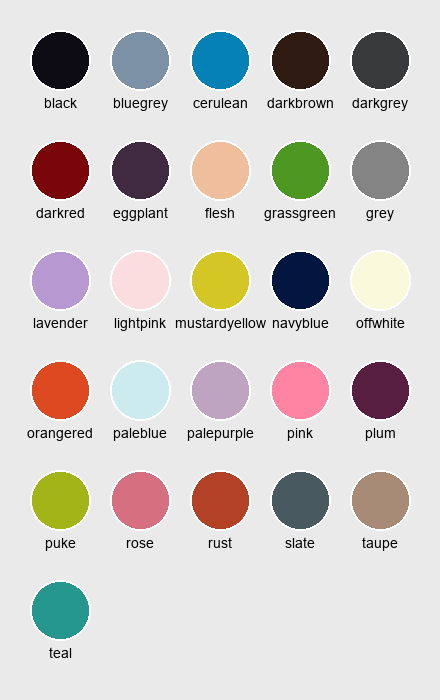 black bluegrey cerulean darkbrown darkgrey
darkred eggplant flesh grassgreen grey
lavender lightpink mustardyellow navyblue offwhite
orangered paleblue palepurple pink plum
puke rose rust slate taupe
teal